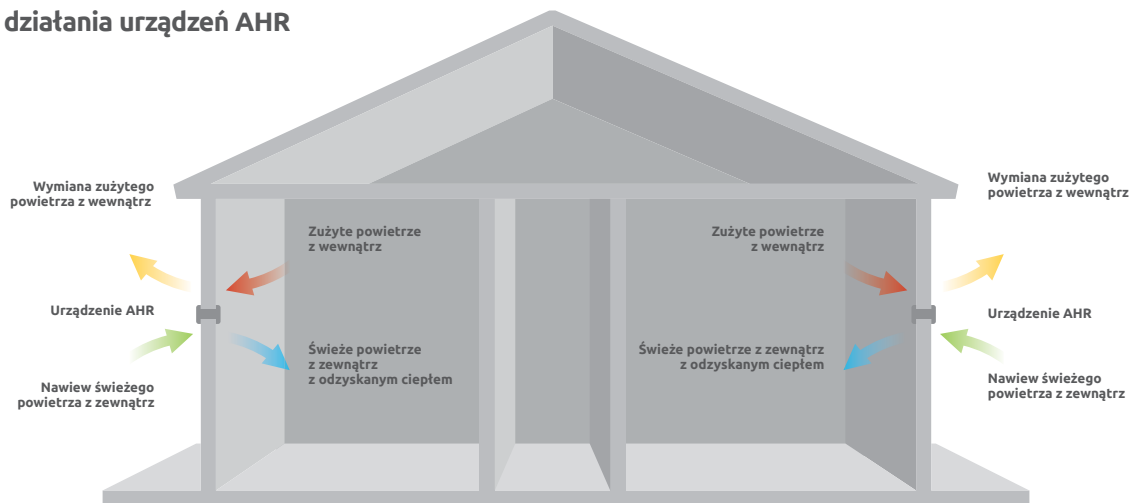 działania urządzeń AHR
Wymiana zużytego
powietrza z wewnątrz
Zużyte powietrze
z wewnątrz
Urządzenie AHR
Świeże powietrze
z zewnątrz
z odzyskanym ciepłem
Nawiew świeżego
powietrza z zewnątrz
Zużyte powietrze
z wewnątrz
Wymiana zużytego
powietrza z wewnątrz
Urządzenie AHR
Świeże powietrze z zewnątrz
z odzyskanym ciepłem
Nawiew świeżego
powietrza z zewnątrz